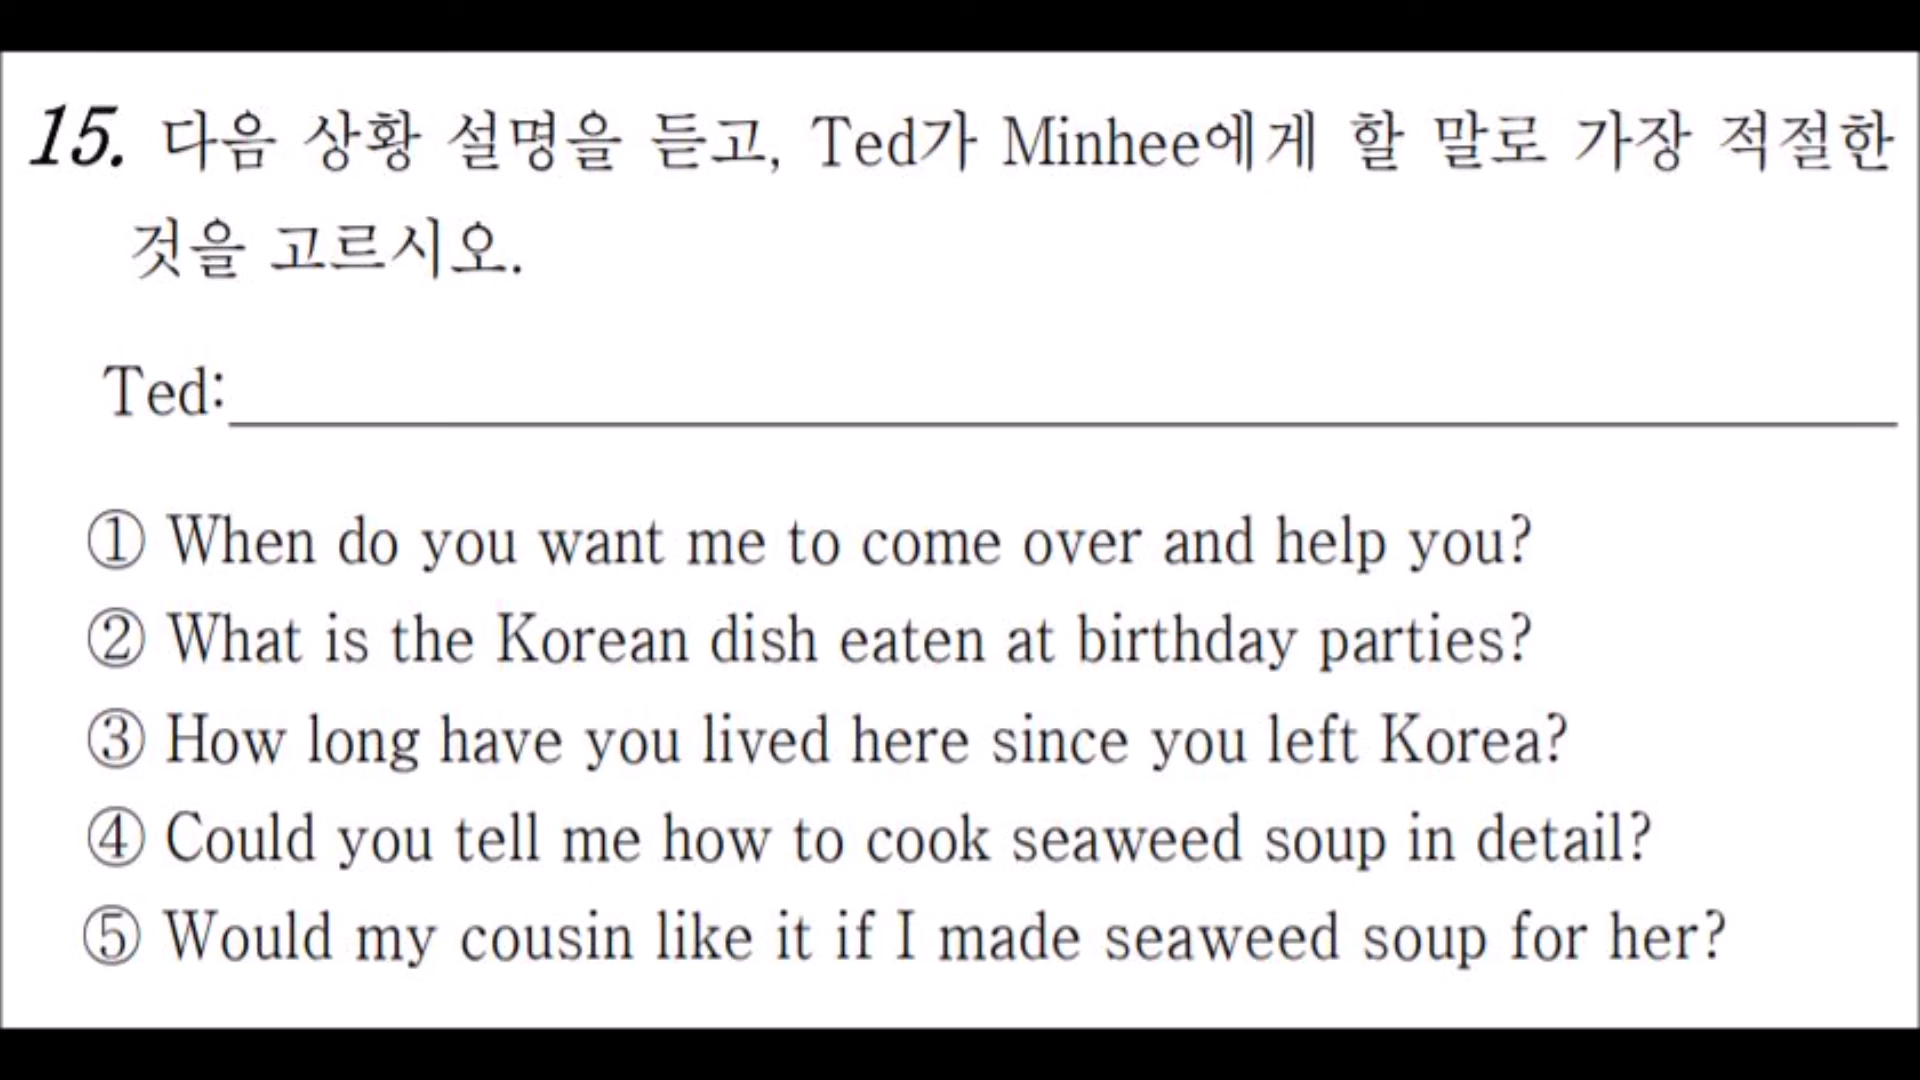 15. 다음 상황 설명을 듣고, Ted가 Minhee에게 할 말로 가장 적절한
것을 고르시오.
Ted:
① When do you want me to come over and help you?
② What is the Korean dish eaten at birthday parties?
③ How long have you lived here since you left Korea?
④ Could you tell me how to cook seaweed soup in detail?
⑤ Would my cousin like it if I made seaweed soup for her?